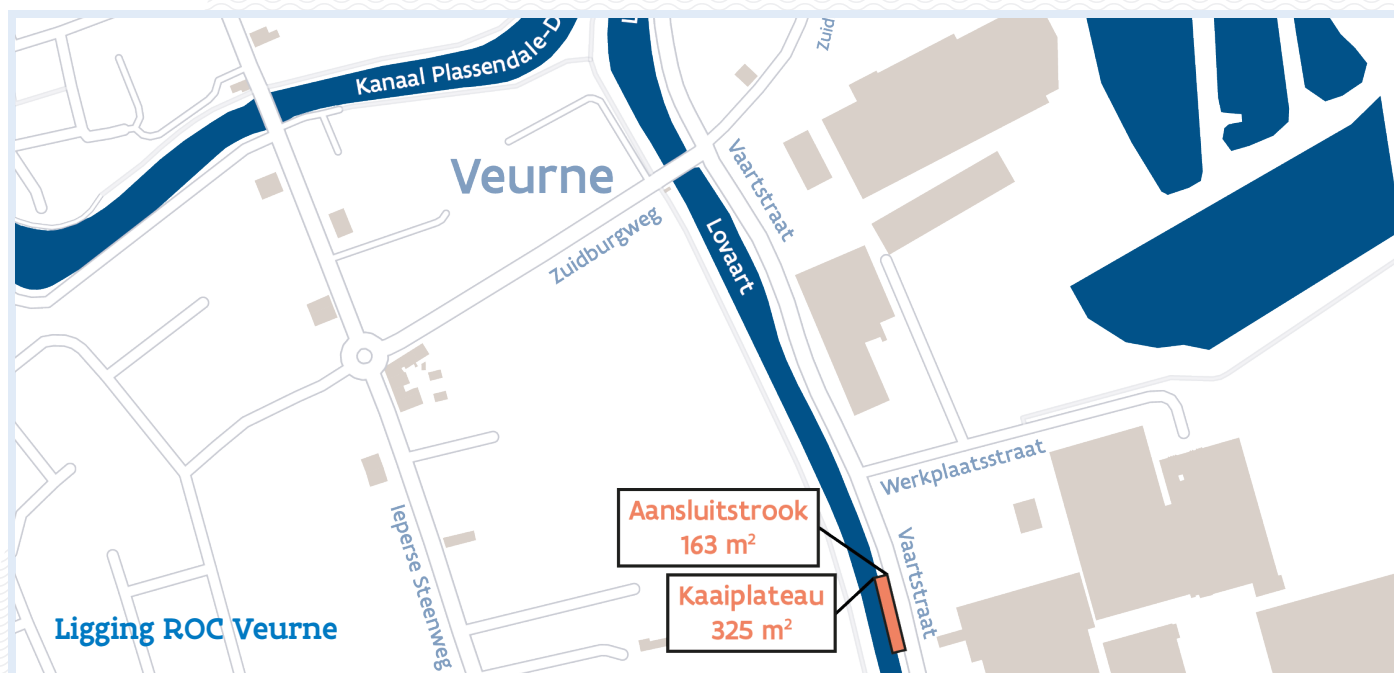 Kanaal Plassendale-D
L
Zuid
Veurne
Vaartstraat
Zuidburgweg
Lovaart
Werkplaatsstraat
Aansluitstrook
163 m²
Ieperse Steenweg
Vaartstraat
Kaaiplateau
325 m²
Ligging ROC Veurne